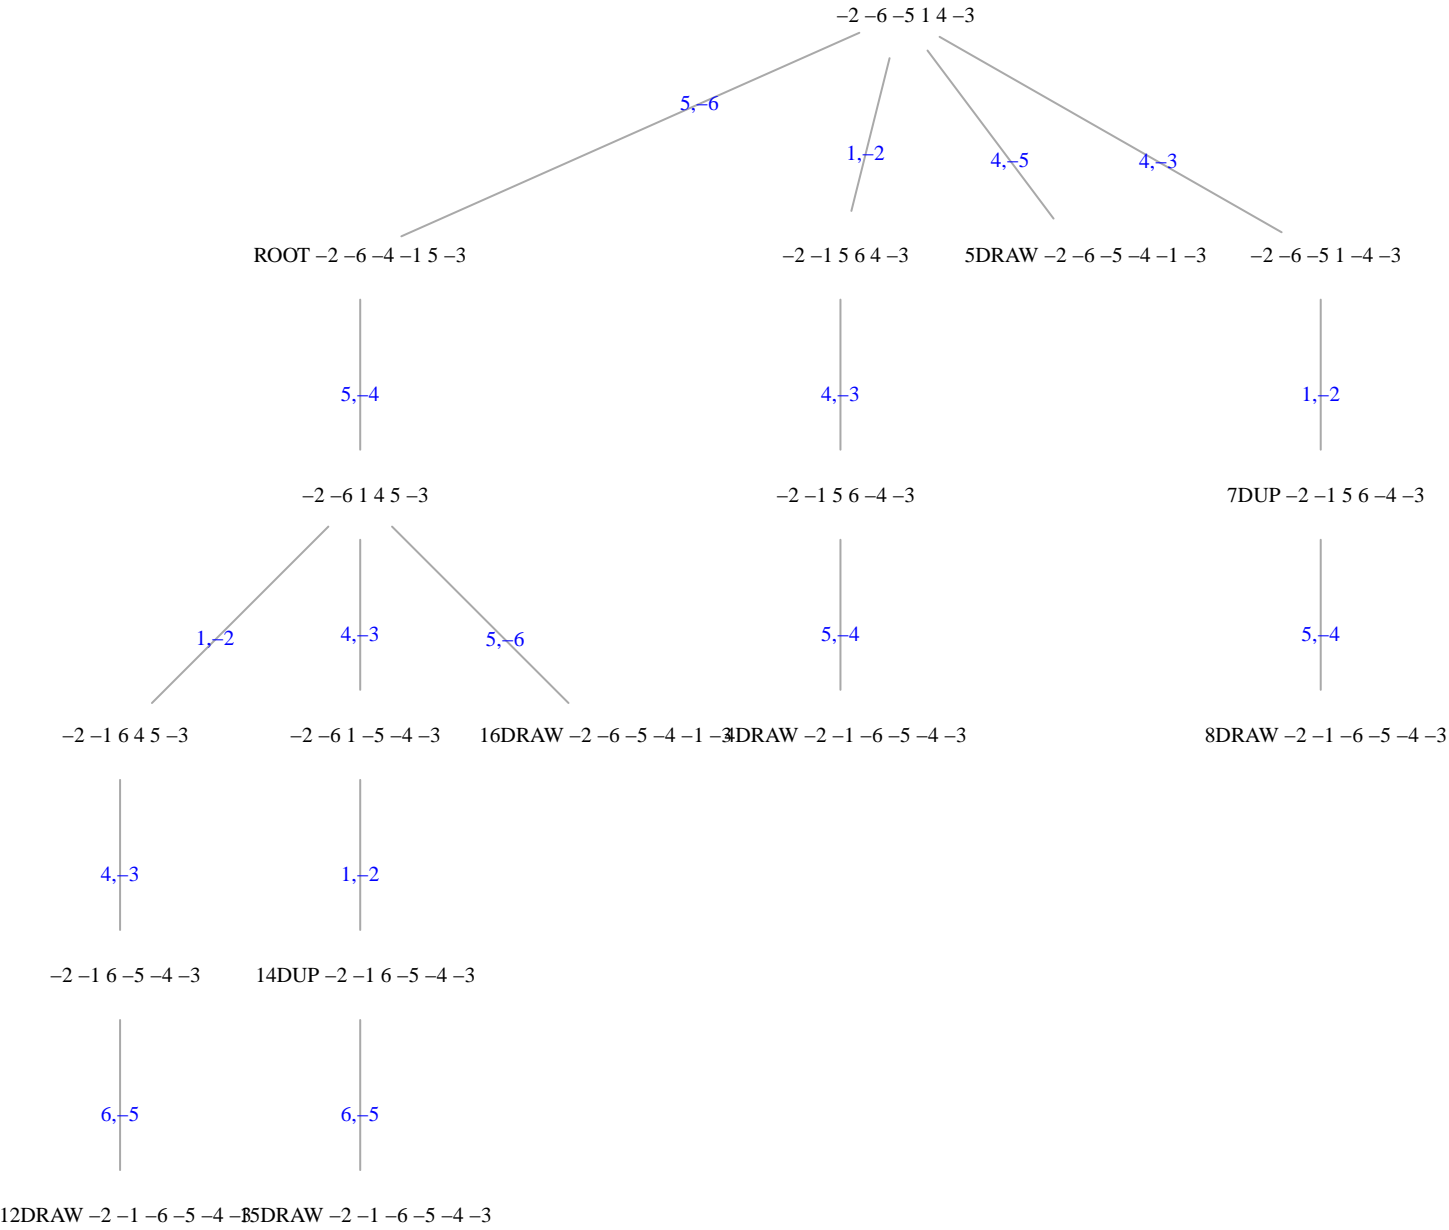 −2 −6 −5 1 4 −3
5,−6
1,−2
4,−5
4,−3
ROOT −2 −6 −4 −1 5 −3
−2 −1 5 6 4 −3
5DRAW −2 −6 −5 −4 −1 −3
−2 −6 −5 1 −4 −3
5,−4
4,−3
1,−2
−2 −6 1 4 5 −3
−2 −1 5 6 −4 −3
7DUP −2 −1 5 6 −4 −3
1,−2
4,−3
5,−6
5,−4
5,−4
−2 −1 6 4 5 −3
−2 −6 1 −5 −4 −3
16DRAW −2 −6 −5 −4 −1 −3
4DRAW −2 −1 −6 −5 −4 −3
8DRAW −2 −1 −6 −5 −4 −3
4,−3
1,−2
−2 −1 6 −5 −4 −3
14DUP −2 −1 6 −5 −4 −3
6,−5
6,−5
12DRAW −2 −1 −6 −5 −4 −3
15DRAW −2 −1 −6 −5 −4 −3